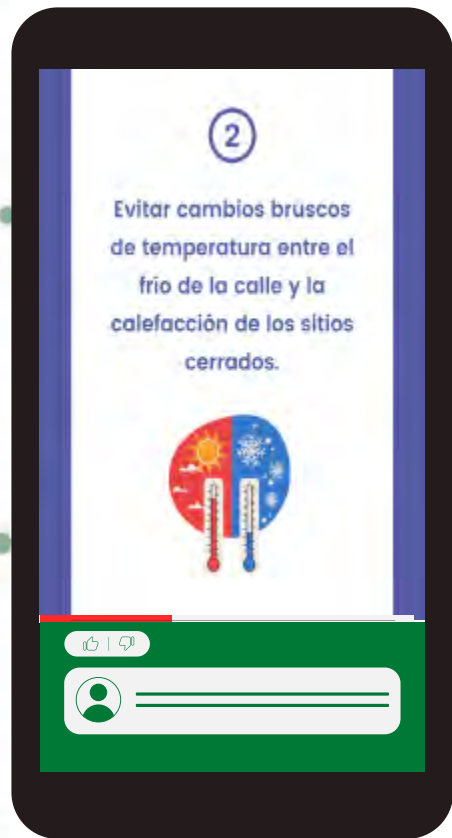 2
Evitar cambios bruscos
de temperatura entre el
frío de la calle y la
calefacción de los sitios
cerrados.